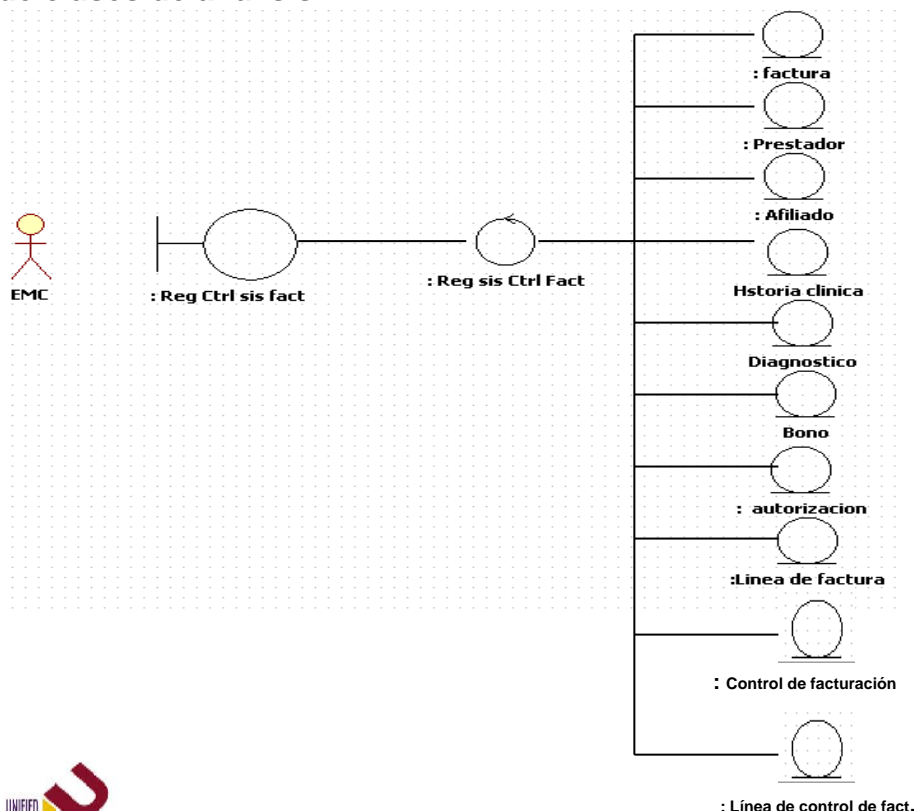 : factura
: Prestador
: Afiliado
EMC
: Reg Ctrl sis fact
: Reg sis Ctrl Fact
Hstoria clinica
Diagnostico
Bono
: autorizacion
:Linea de factura
: Control de facturación
: Línea de control de fact.
UNIFIED